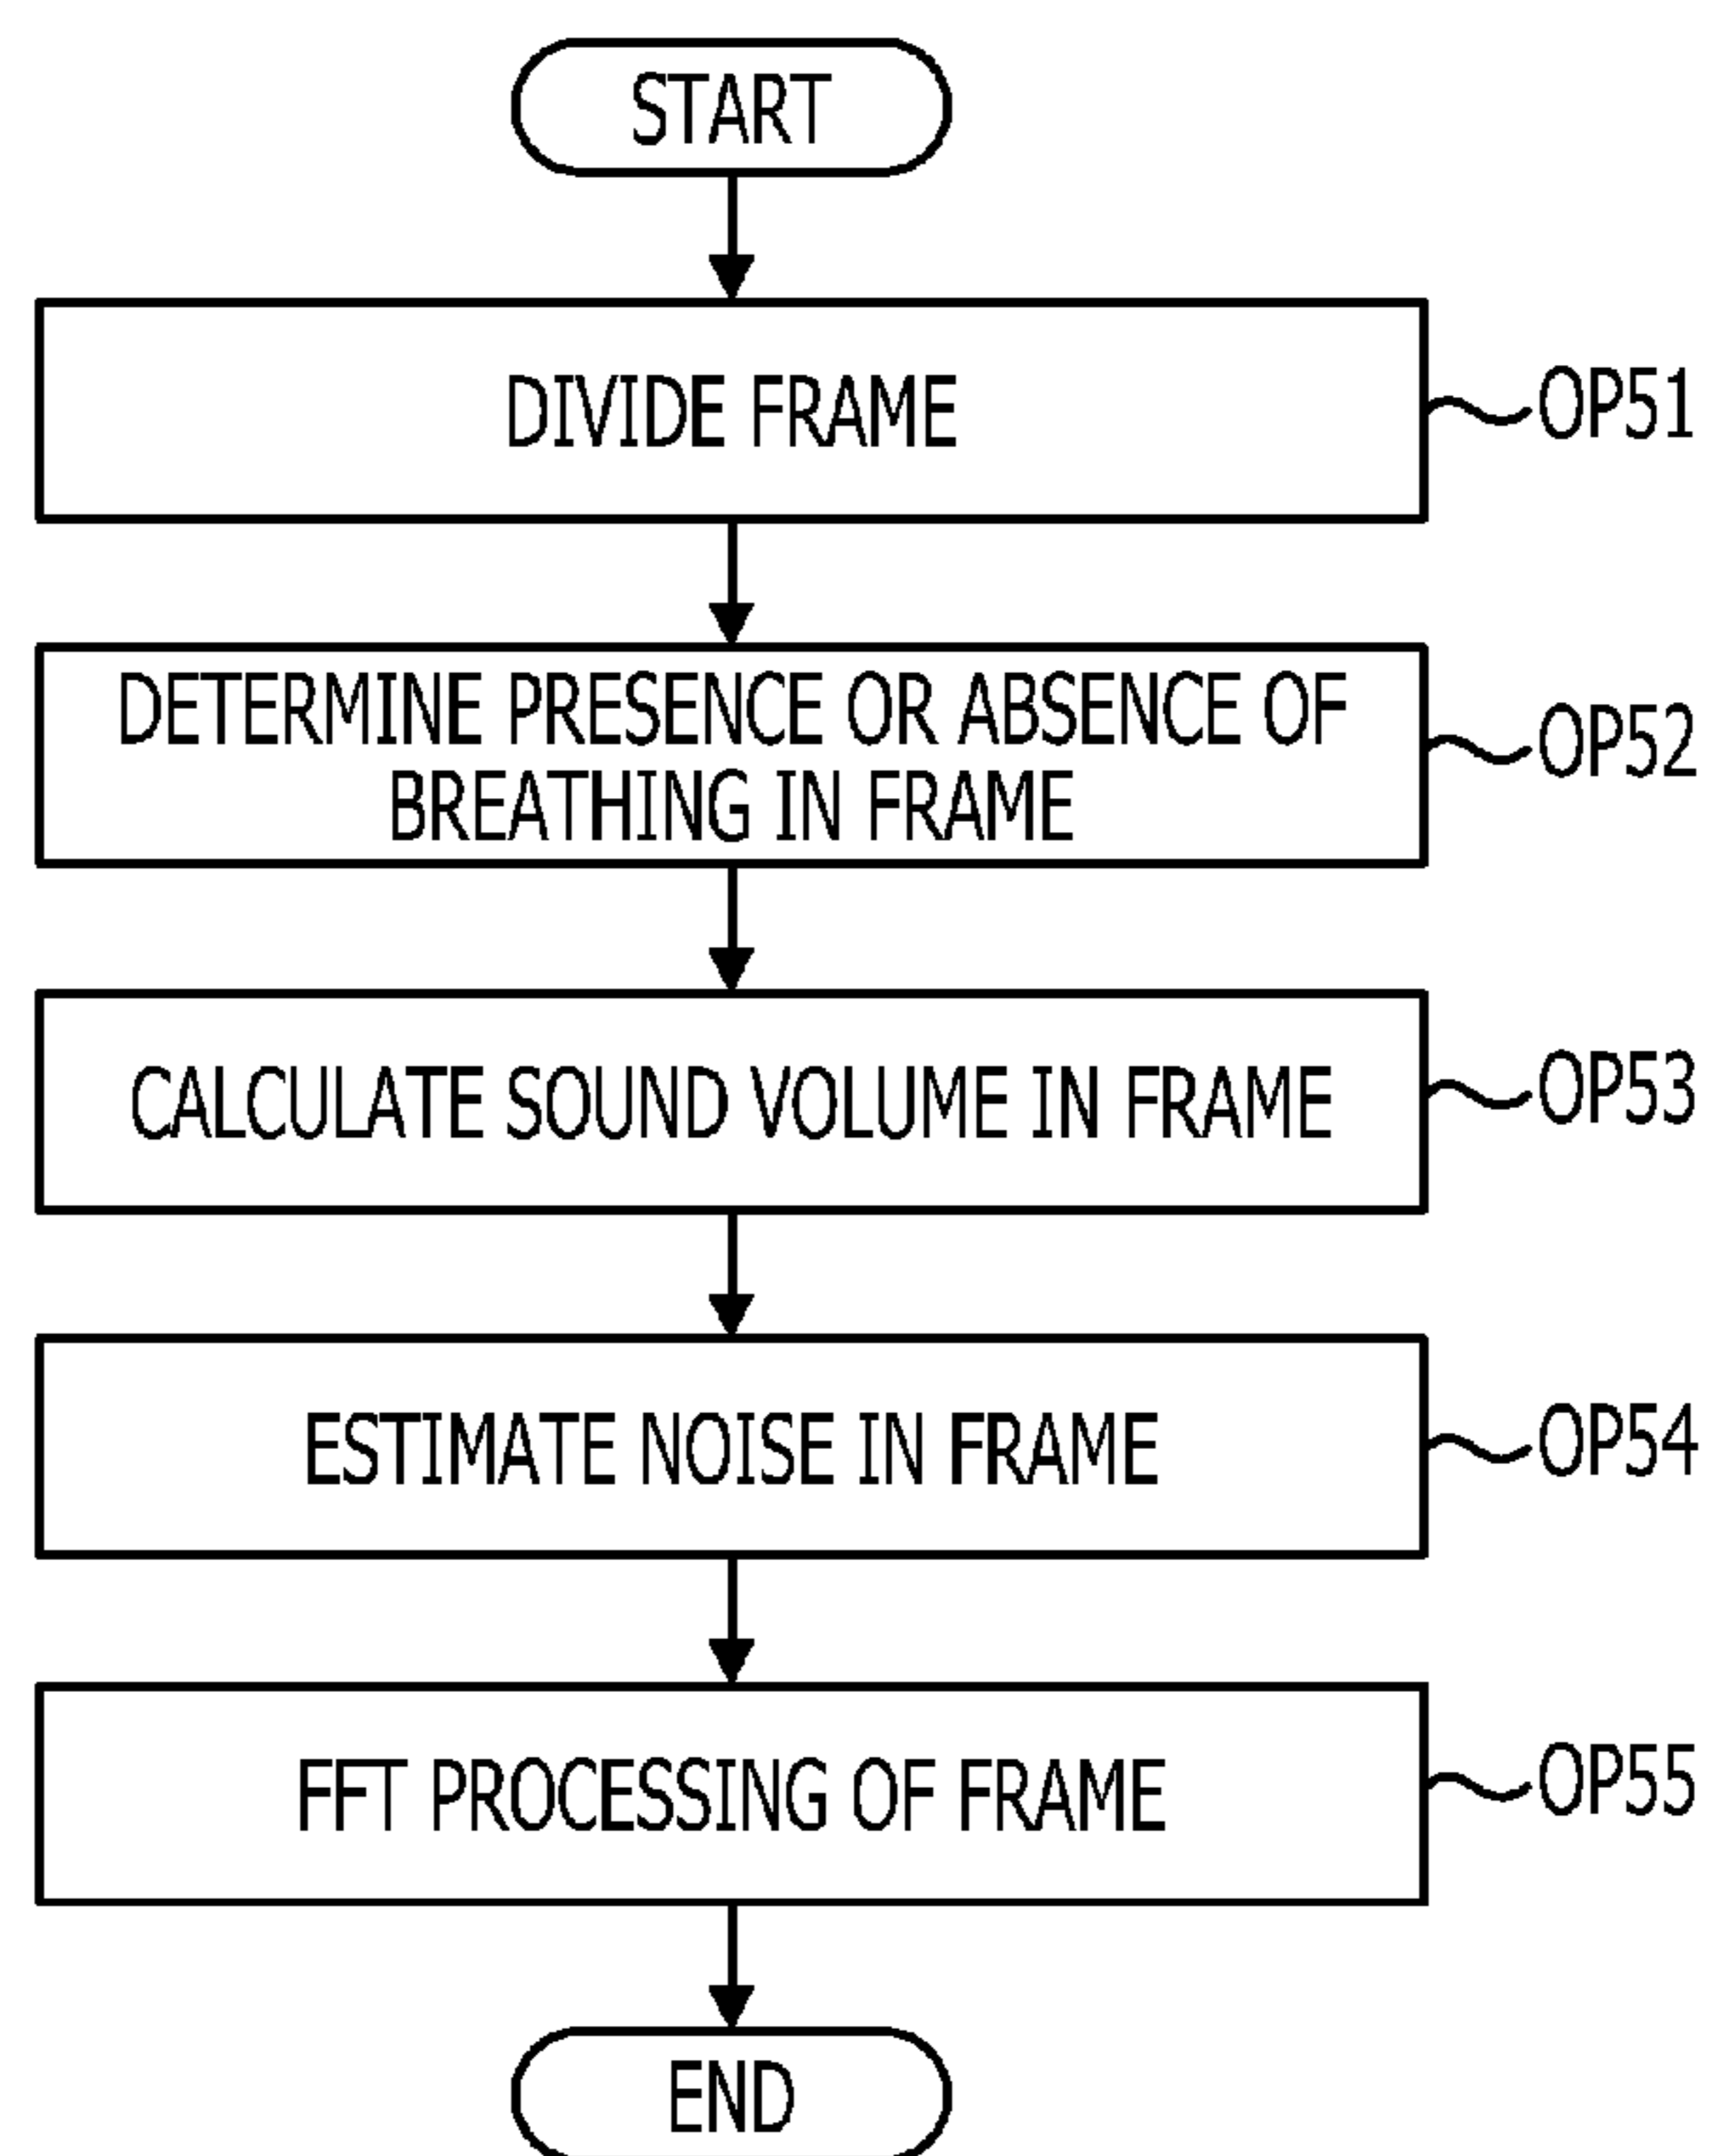 START
DIVIDE FRAME
OP51
DETERMINE PRESENCE OR ABSENCE OF
BREATHING IN FRAME
OP52
CALCULATE SOUND VOLUME IN FRAME
OP53
ESTIMATE NOISE IN FRAME
OP54
FFT PROCESSING OF FRAME
OP55
END